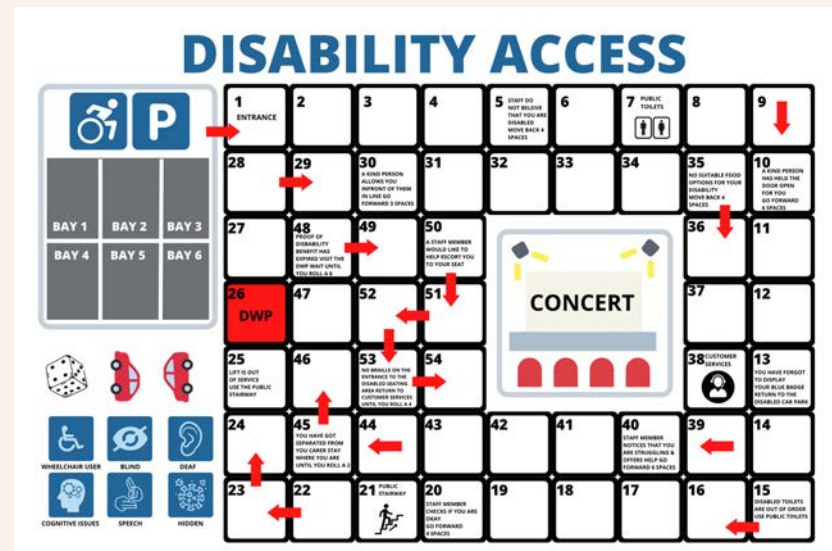 DISABILITY ACCESS
P
BAY 1
BAY 2
BAY 3
BAY 4
BAY 5
BAY 6
1
ENTRANCE
2
3
4
5
STAFF DO
NOT BELEIVE
THAT YOU ARE
DISABLED
MOVE BACK 4
SPACES
6
7
PUBLIC
TOILETS
8
9
28
29
30
A KIND PERSON
ALLOWS YOU
INFRONT OF THEM
IN LINE GO
FORWARD 3 SPACES
31
32
33
34
35
NO SUITABLE FOOD
OPTIONS FOR YOUR
DISABILITY
MOVE BACK 4
SPACES
10
A KIND PERSON
HAS HELD THE
DOOR OPEN
FOR YOU
GO FORWARD
6 SPACES
27
48
PROOF OF
DISBABILITY
BENEFIT HAS
EXPIRED VISIT THE
DWP WAIT UNTIL
YOU ROLL A 6
49
50
A STAFF MEMBER
WOULD LIKE TO
HELP ESCORT YOU
TO YOUR SEAT
CONCERT
36
11
26
DWP
47
52
51
37
12
25
LIFT IS OUT
OF SERVICE
USE THE PUBLIC
STAIRWAY
46
53
NO BRAILLE ON THE
ENTRANCE TO THE
DISABLED SEATING
AREA RETURN TO
CUSTOMER SERVICES
UNTIL YOU ROLL A 4
54
38
CUSTOMER
SERVICES
13
YOU HAVE FORGOT
TO DISPLAY
YOUR BLUE BADGE
RETURN TO THE
DISABLED CAR PARK
24
45
YOU HAVE GOT
SEPARATED FROM
YOU CARER STAY
WHERE YOU ARE
UNTIL YOU ROLL A 2
44
43
42
41
40
STAFF MEMBER
NOTICES THAT YOU
ARE STRUGGLING &
OFFERS HELP GO
FORWARD 6 SPACES
39
14
23
22
21
PUBLIC
STAIRWAY
20
STAFF MEMBER
CHECKS IF YOU ARE
OKAY
GO FORWARD
4 SPACES
19
18
17
16
15
DISABLED TOILETS
ARE OUT OF ORDER
USE PUBLIC TOILETS
WHEELCHAIR USER
BLIND
DEAF
COGNITIVE ISSUES
SPEECH
HIDDEN